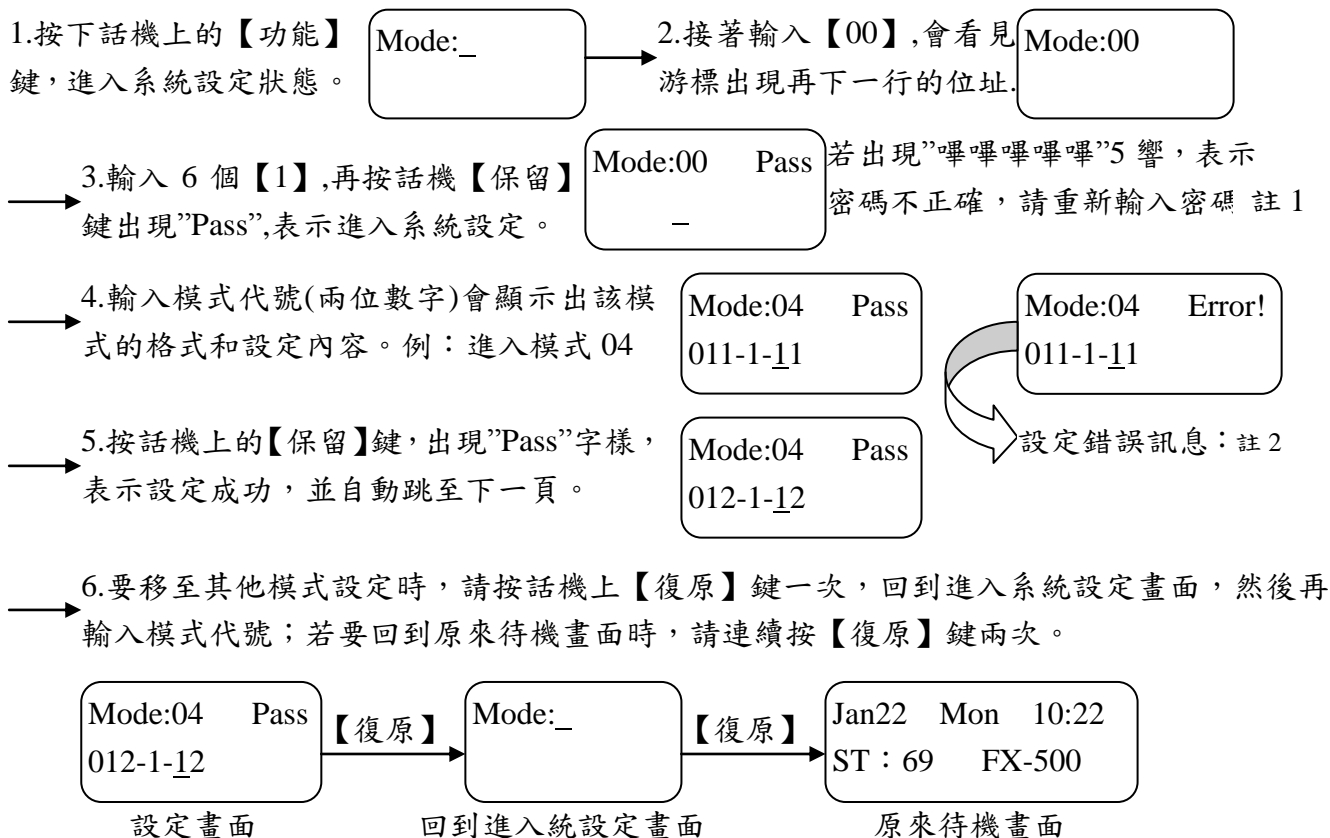 1.按下話機上的【功能】
鍵，進入系統設定狀態。
Mode:_
2.接著輸入【00】,會看見
游標出現再下一行的位址.
Mode:00
3.輸入 6 個【1】,再按話機【保留】
鍵出現”Pass”,表示進入系統設定。
Mode:00 Pass
_
若出現”嗶嗶嗶嗶嗶”5 響，表示
密碼不正確，請重新輸入密碼 註 1
4.輸入模式代號(兩位數字)會顯示出該模
式的格式和設定內容。例：進入模式 04
Mode:04 Pass
011-1-11
Mode:04 Error!
011-1-11
設定錯誤訊息：註 2
5.按話機上的【保留】鍵，出現”Pass”字樣，
表示設定成功，並自動跳至下一頁。
Mode:04 Pass
012-1-12
6.要移至其他模式設定時，請按話機上【復原】鍵一次，回到進入系統設定畫面，然後再
輸入模式代號；若要回到原來待機畫面時，請連續按【復原】鍵兩次。
Mode:04 Pass
012-1-12
【復原】
Mode:_
【復原】
Jan22 Mon 10:22
ST：69 FX-500
設定畫面
回到進入統設定畫面
原來待機畫面